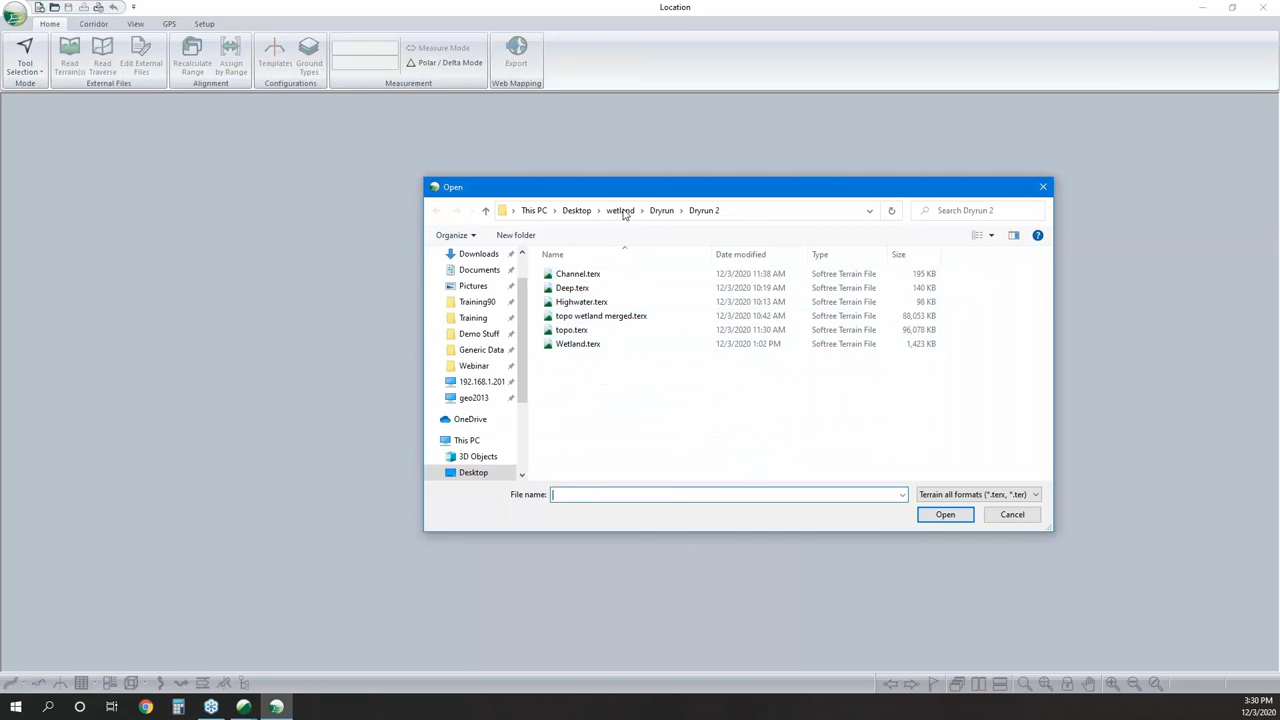 Location
Home Corridor View GPS Setup
Tool Selection
Read Terrain(s)
Read Traverse
Edit External Files
Recalculate Range
Assign by Range
Templates
Ground Types
Measure Mode
Polar / Delta Mode
Export
Mode External Files Alignment Configurations Measurement Web Mapping
Open
This PC > Desktop > wetland > Dryrun > Dryrun 2
Search Dryrun 2
Organize New folder
Downloads
Documents
Pictures
Training90
Training
Demo Stuff
Generic Data
Webinar
192.168.1.201
geo2013
OneDrive
This PC
3D Objects
Desktop
Name Date modified Type Size
Channel.terx 12/3/2020 11:38 AM Softree Terrain File 195 KB
Deep.terx 12/3/2020 10:19 AM Softree Terrain File 140 KB
Highwater.terx 12/3/2020 10:13 AM Softree Terrain File 98 KB
topo wetland merged.terx 12/3/2020 10:42 AM Softree Terrain File 88,053 KB
topo.terx 12/3/2020 11:30 AM Softree Terrain File 96,078 KB
Wetland.terx 12/3/2020 1:02 PM Softree Terrain File 1,423 KB
File name:
Terrain all formats (*.terx, *.ter)
Open Cancel
3:30 PM
12/3/2020